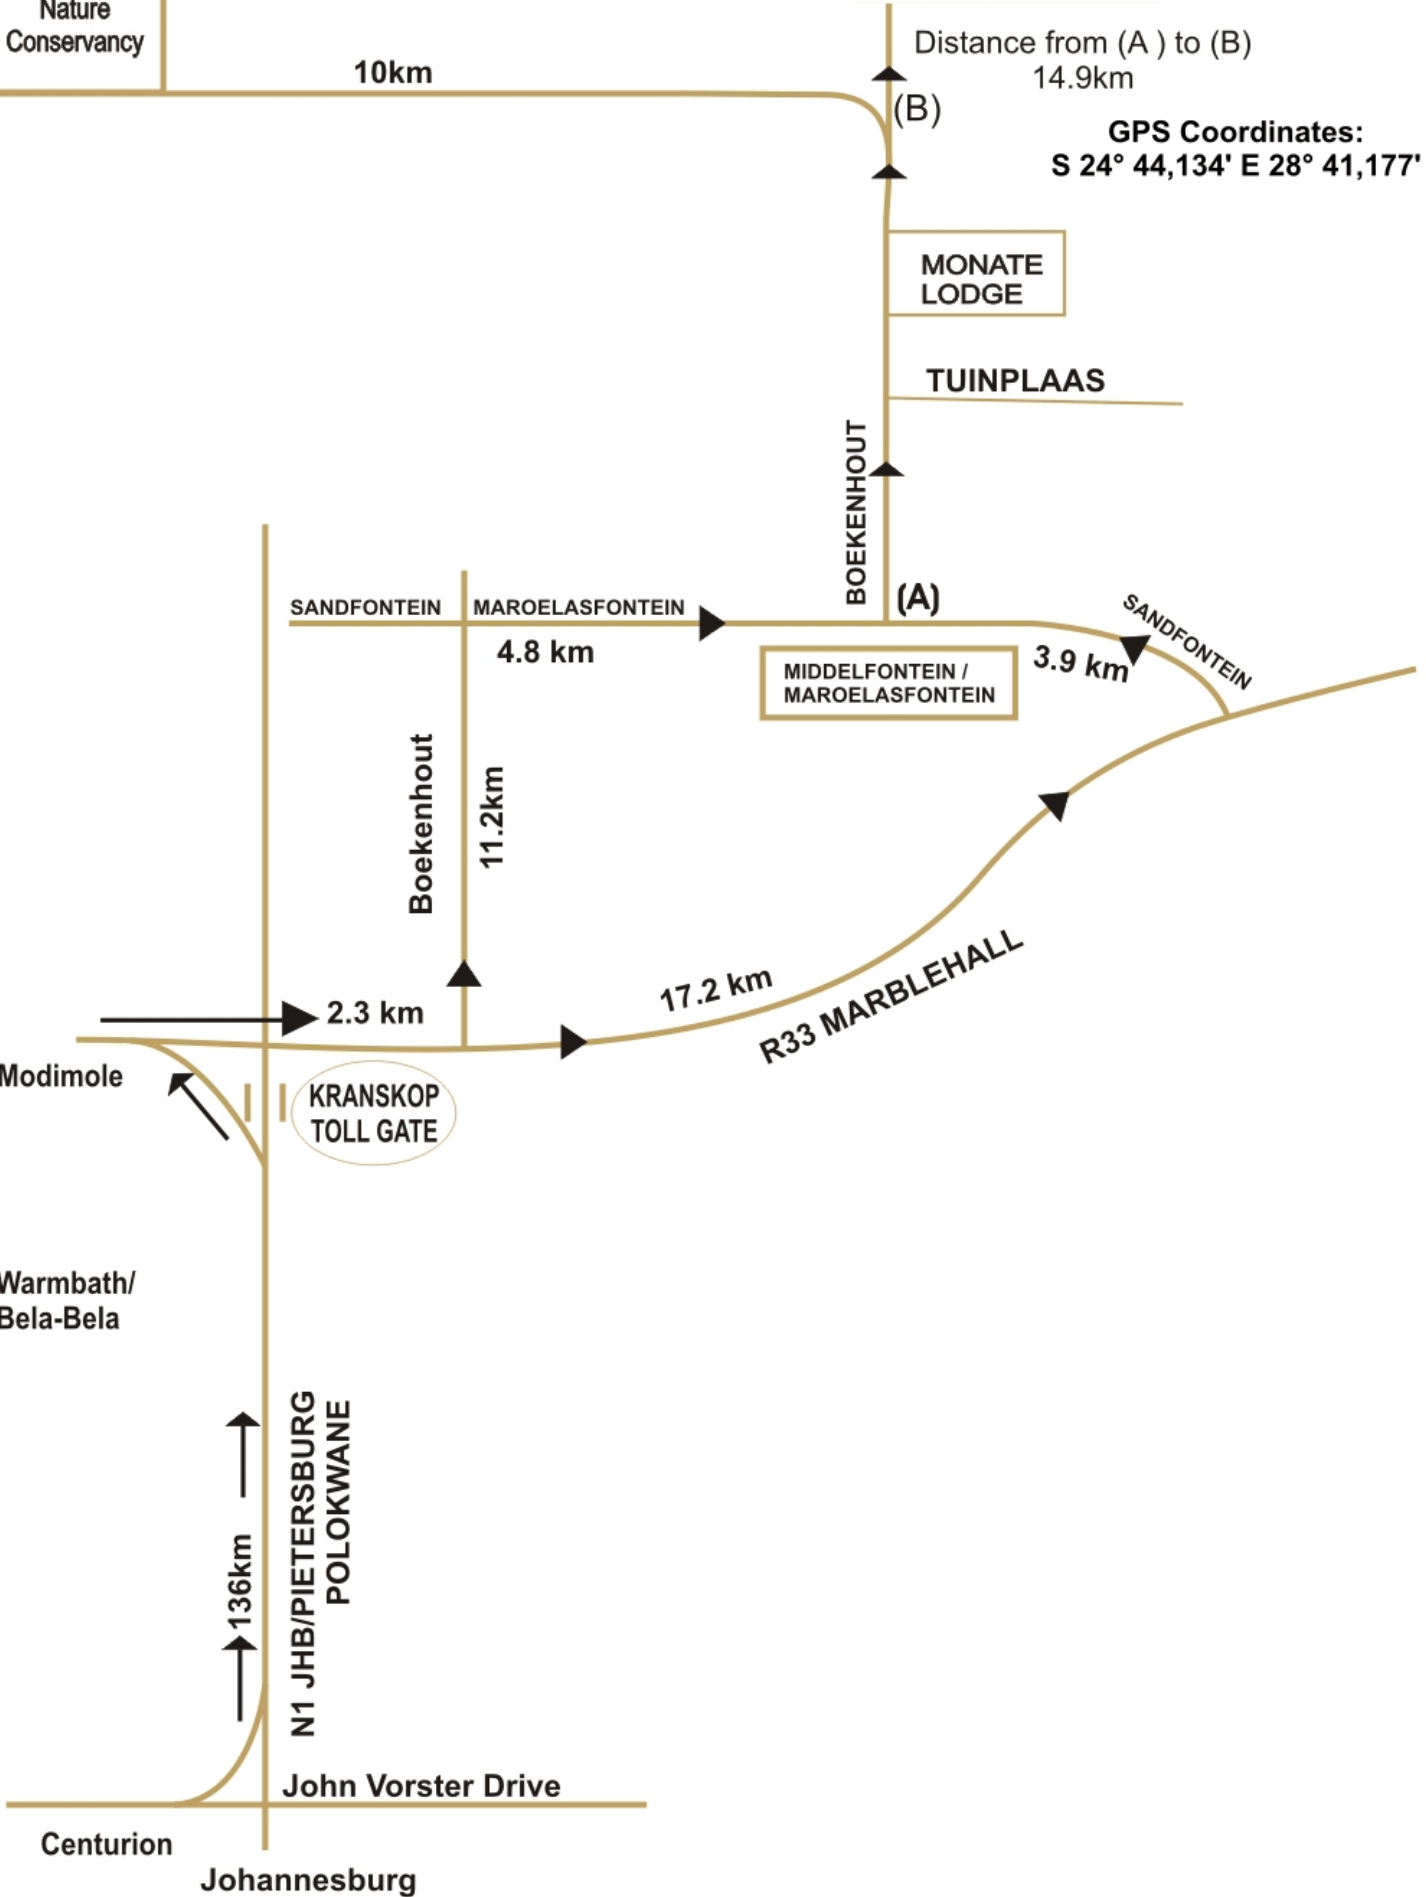 Nature
Conservancy
10km
Distance from (A ) to (B)
14.9km
(B)
GPS Coordinates:
S 24° 44,134' E 28° 41,177'
MONATE
LODGE
TUINPLAAS
BOEKENHOUT
(A)
SANDFONTEIN
MAROELASFONTEIN
4.8 km
SANDFONTEIN
3.9 km
MIDDELFONTEIN /
MAROELASFONTEIN
Boekenhout
11.2km
2.3 km
17.2 km
R33 MARBLEHALL
Modimole
KRANSKOP
TOLL GATE
Warmbath/
Bela-Bela
136km
N1 JHB/PIETERSBURG
POLOKWANE
John Vorster Drive
Centurion
Johannesburg